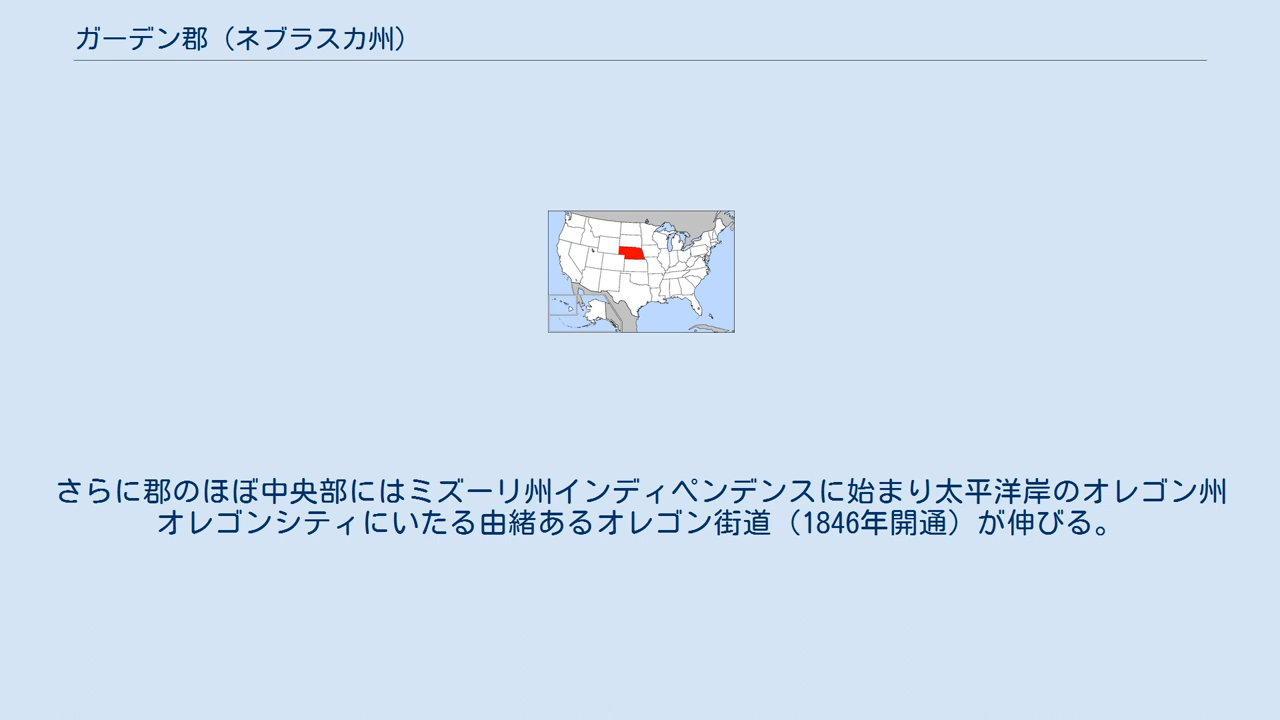 ガーデン郡（ネブラスカ州）
さらに郡のほぼ中央部にはミズーリ州インディペンデンスに始まり太平洋岸のオレゴン州
オレゴンシティにいたる由緒あるオレゴン街道（1846年開通）が伸びる。